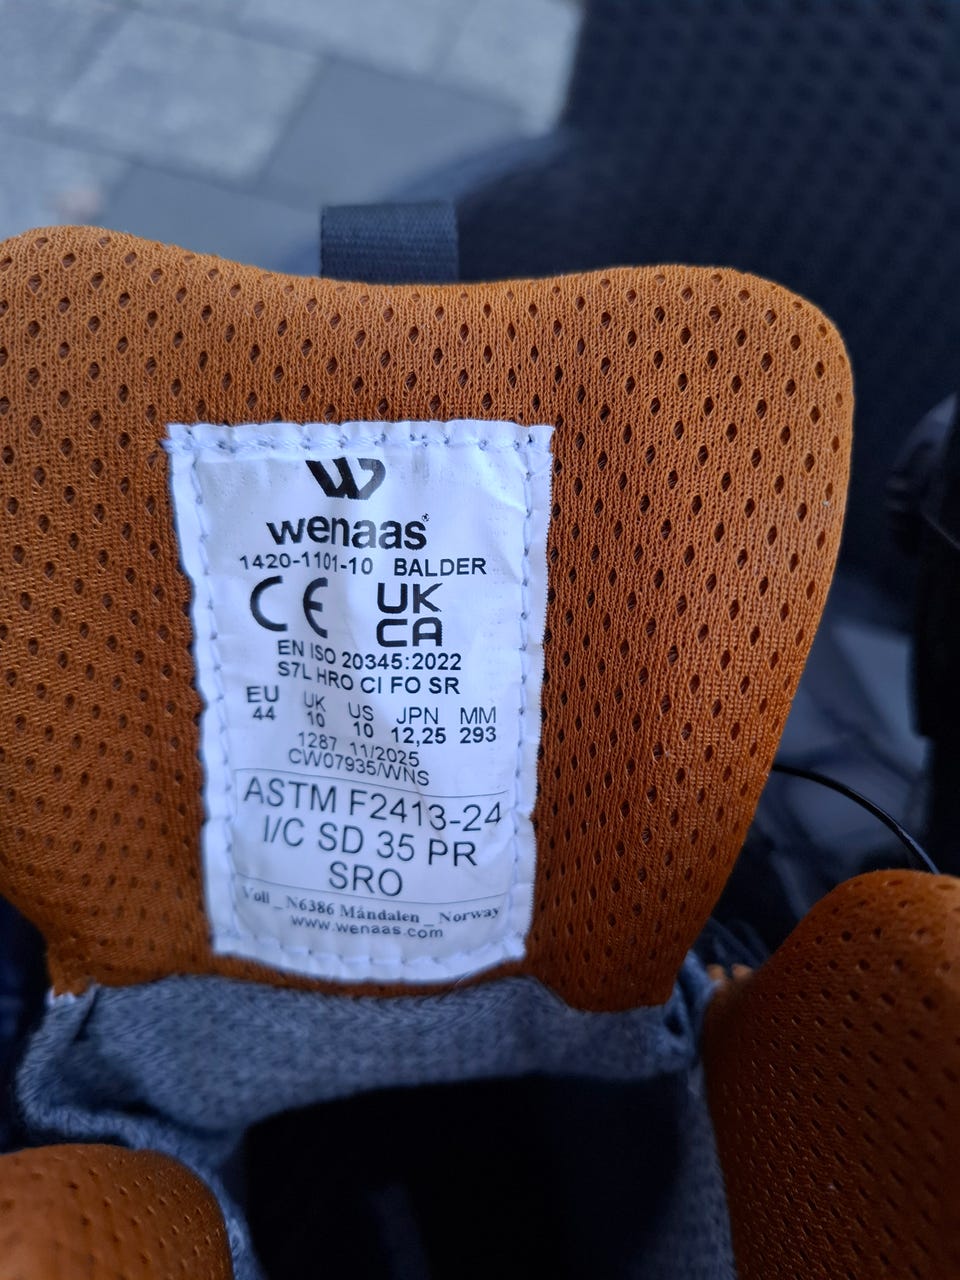 wenaas®
1420-1101-10 BALDER
CE UK CA
EN ISO 20345:2022
S7L HRO CI FO SR
EU UK US JPN MM
44 10 10 12,25 293
1287 11/2025
CW07935/WNS
ASTM F2413-24
I/C SD 35 PR
SRO
Voll _ N6386 Måndalen _ Norway
www.wenaas.com